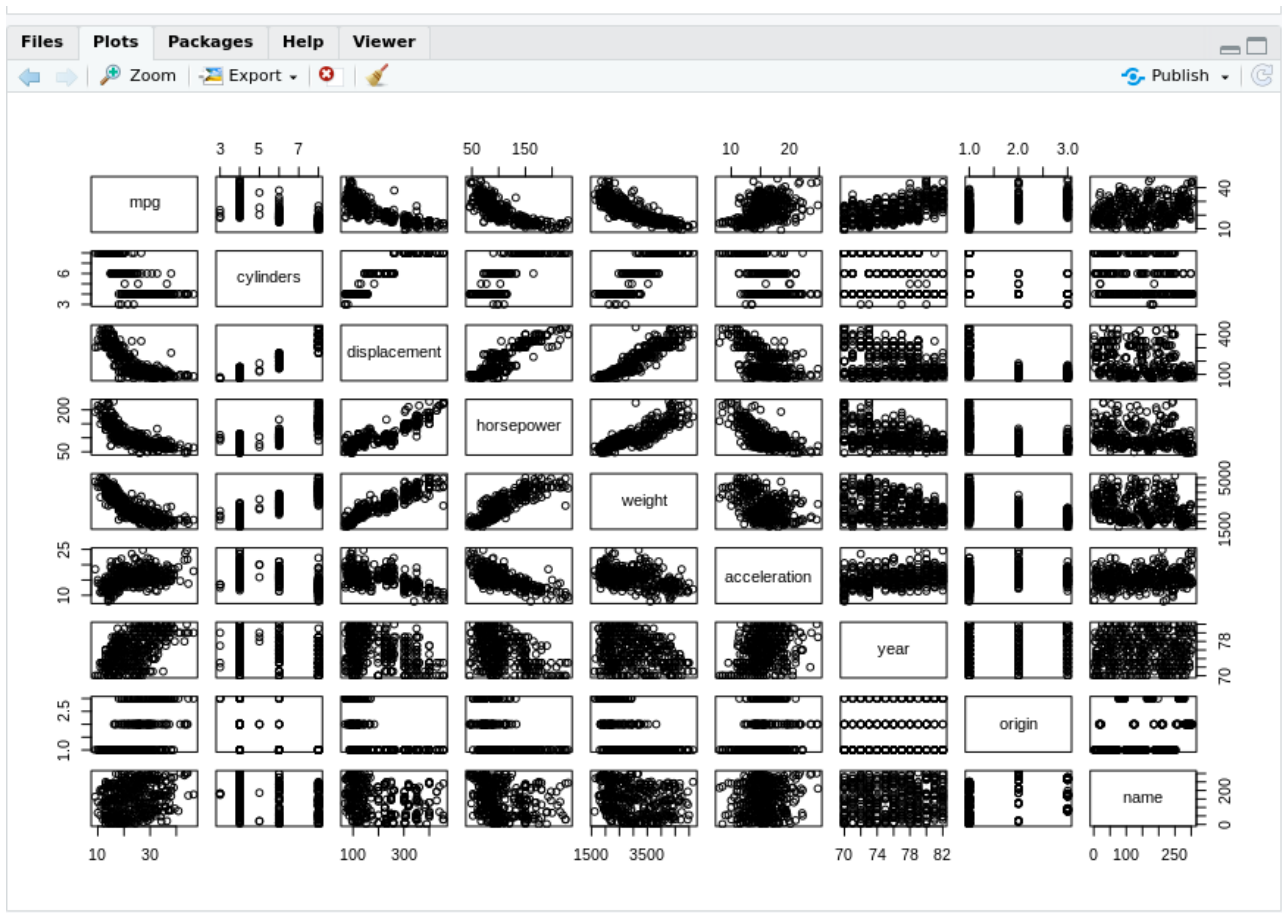 Files Plots Packages Help Viewer
Zoom Export Publish
3 5 7 50 150 10 20 1.0 2.0 3.0
mpg 10 40
3 6 cylinders
displacement 100 400
50 200 horsepower
weight 1500 5000
10 25 acceleration
year 70 78
1.0 2.5 origin
name 0 200
10 30 100 300 1500 3500 70 74 78 82 0 100 250